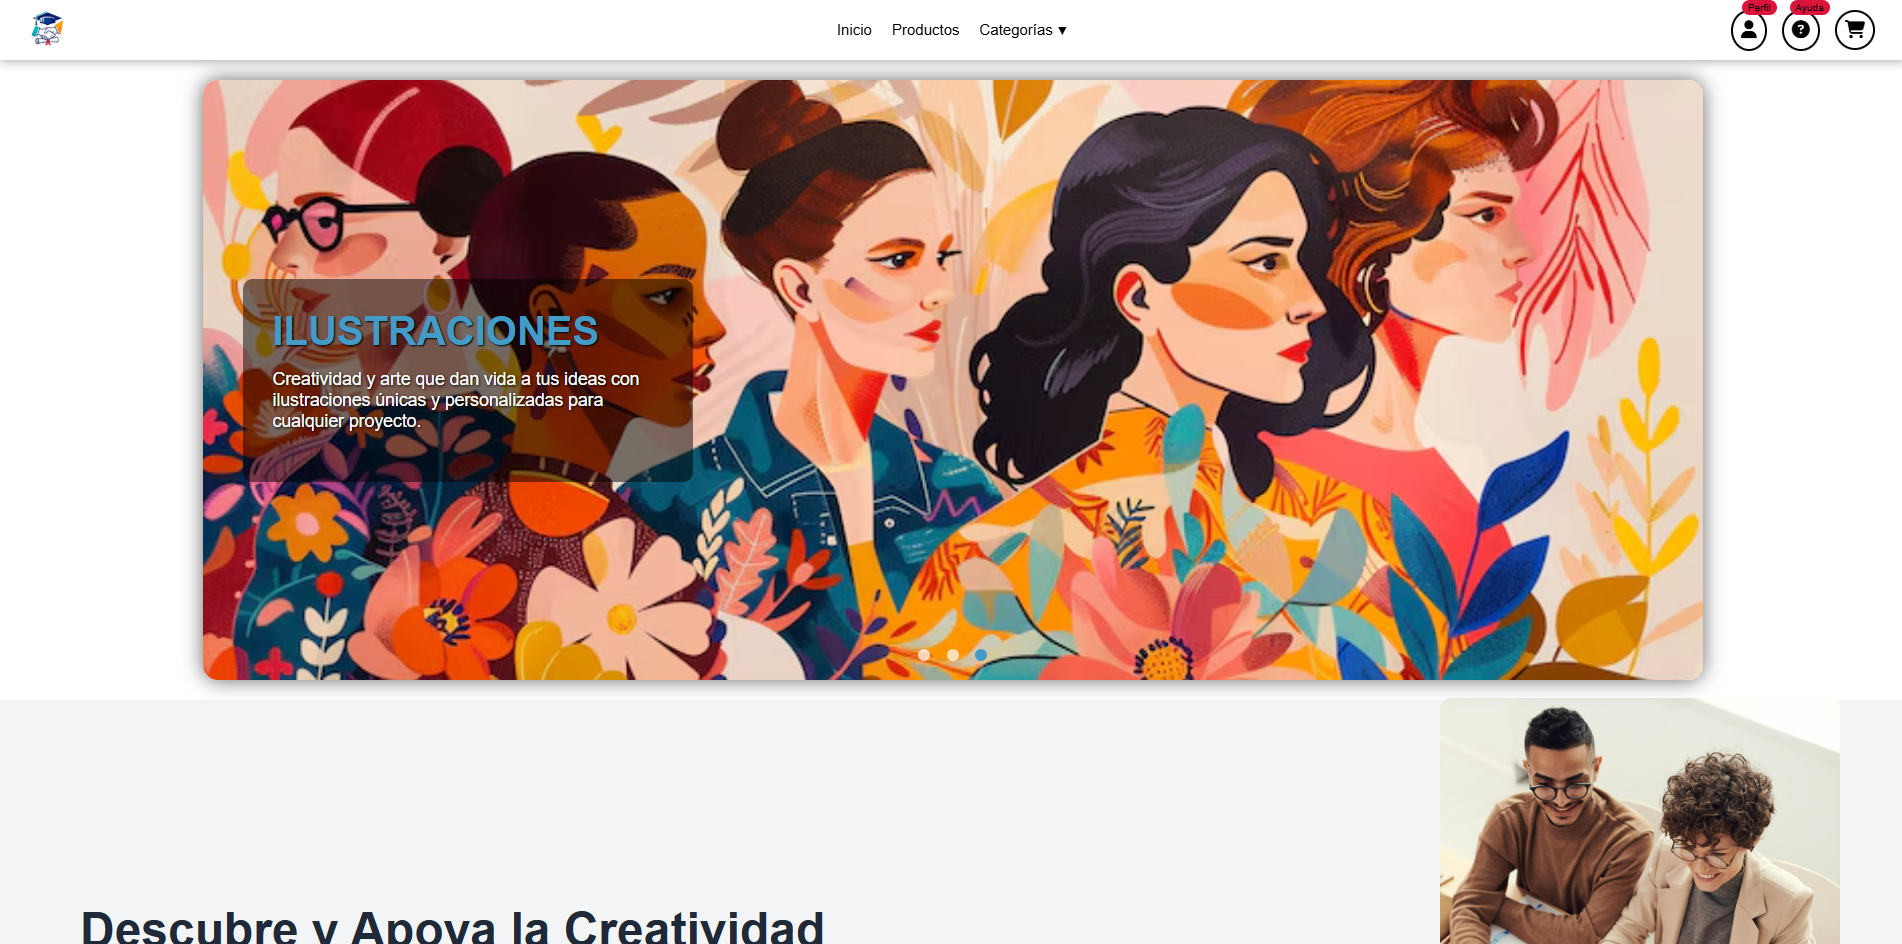 Inicio
Productos
Categorías ▾
Perfil
Ayuda
ILUSTRACIONES
Creatividad y arte que dan vida a tus ideas con
ilustraciones únicas y personalizadas para
cualquier proyecto.
Descubre y Apoya la Creatividad